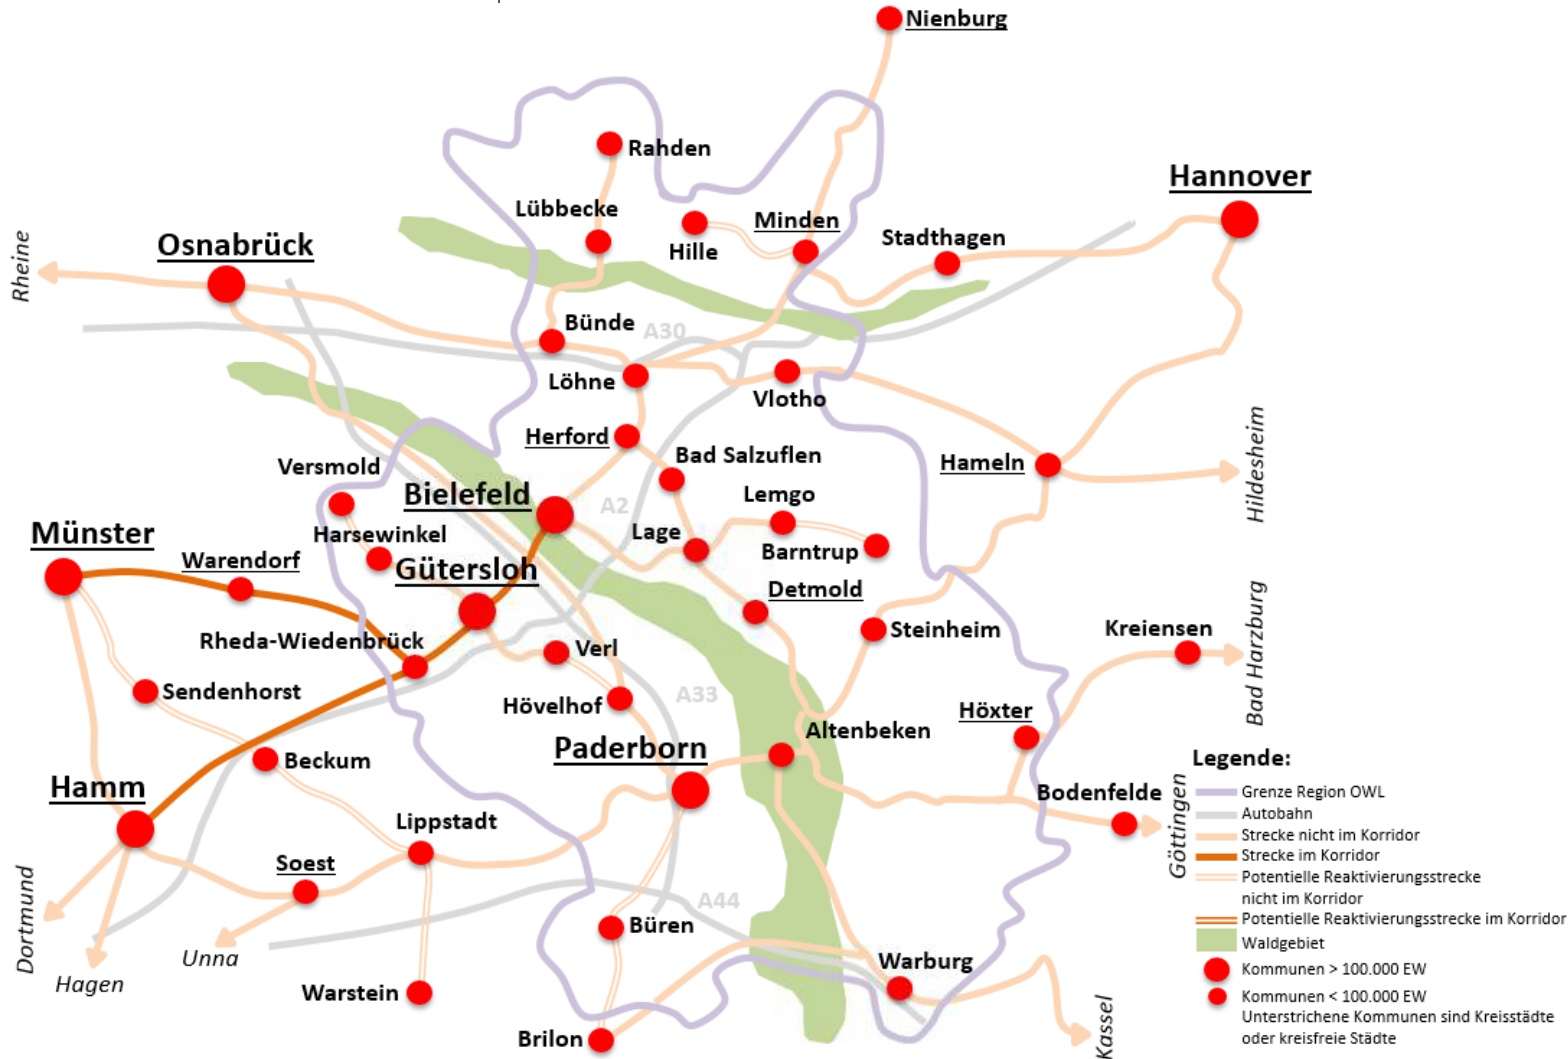 Nienburg
Rahden
Hannover
Lübbecke
Minden
Hille
Stadthagen
Osnabrück
Rheine
Bünde
A30
Löhne
Vlotho
Herford
Bad Salzuflen
Hameln
Hildesheim
Versmold
Bielefeld
A2
Lemgo
Harsewinkel
Lage
Barntrup
Münster
Warendorf
Gütersloh
Detmold
Rheda-Wiedenbrück
Verl
Steinheim
Kreiensen
Bad Harzburg
Sendenhorst
Hövelhof
A33
Höxter
Altenbeken
Paderborn
Beckum
Hamm
Bodenfelde
Göttingen
Lippstadt
Soest
Dortmund
Hagen
Unna
A44
Büren
Warstein
Warburg
Brilon
Kassel
Legende:
Grenze Region OWL
Autobahn
Strecke nicht im Korridor
Strecke im Korridor
Potentielle Reaktivierungsstrecke
nicht im Korridor
Potentielle Reaktivierungsstrecke im Korridor
Waldgebiet
Kommunen > 100.000 EW
Kommunen < 100.000 EW
Unterstrichene Kommunen sind Kreisstädte
oder kreisfreie Städte